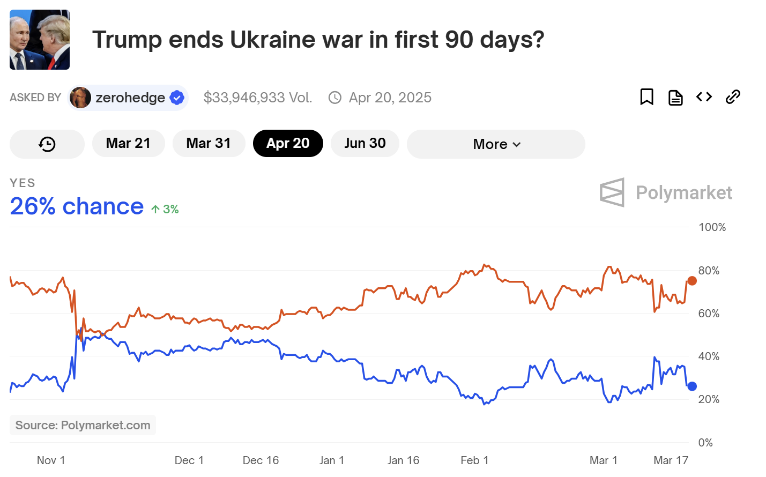 Trump ends Ukraine war in first 90 days?
ASKED BY zerohedge $33,946,933 Vol. Apr 20, 2025
Mar 21 Mar 31 Apr 20 Jun 30 More
YES
26% chance ↑ 3%
Polymarket
100%
80%
60%
40%
20%
0%
Source: Polymarket.com
Nov 1 Dec 1 Dec 16 Jan 1 Jan 16 Feb 1 Mar 1 Mar 17